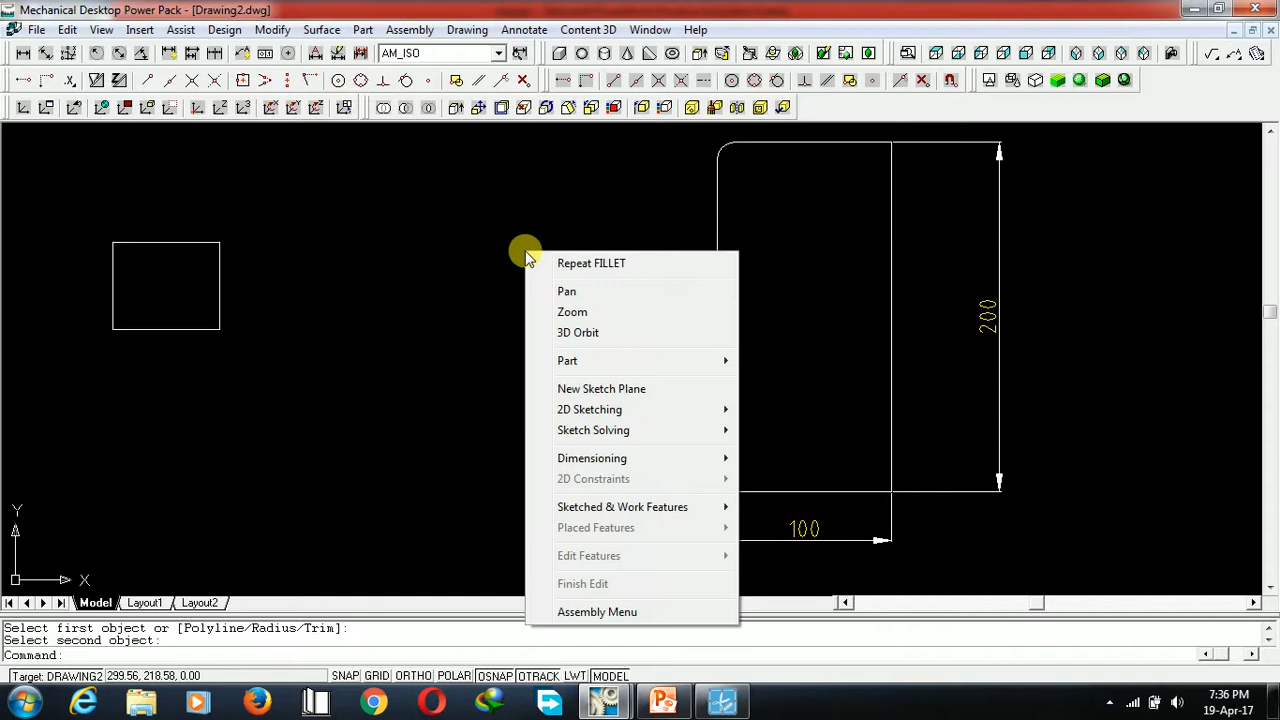 Mechanical Desktop Power Pack - [Drawing2.dwg]
File Edit View Insert Assist Design Modify Surface Part Assembly Drawing Annotate Content 3D Window Help
AM_ISO
Repeat FILLET
Pan
Zoom
3D Orbit
Part
New Sketch Plane
2D Sketching
Sketch Solving
Dimensioning
2D Constraints
Sketched & Work Features
Placed Features
Edit Features
Finish Edit
Assembly Menu
200
100
Y
X
Model Layout1 Layout2
Select first object or [Polyline/Radius/Trim]:
Select second object:
Command:
Target: DRAWING2 299.56, 218.58, 0.00 SNAP GRID ORTHO POLAR OSNAP OTRACK LWT MODEL
7:36 PM
19-Apr-17